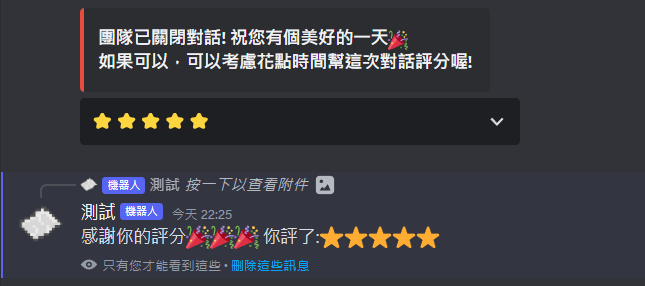 團隊已關閉對話! 祝您有個美好的一天🎉
如果可以，可以考慮花點時間幫這次對話評分喔!
⭐⭐⭐⭐⭐
機器人 測試 按一下以查看附件
測試 機器人 今天 22:25
感謝你的評分🎉🎉🎉 你評了:⭐⭐⭐⭐⭐
只有您才能看到這些 • 刪除這些訊息